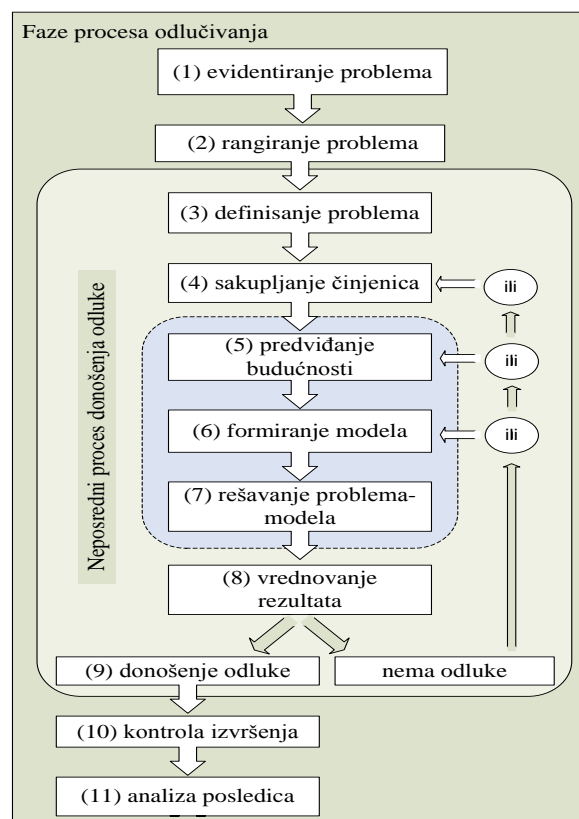 Faze procesa odlučivanja
(1) evidentiranje problema
(2) rangiranje problema
(3) definisanje problema
(4) sakupljanje činjenica
ili
(5) predviđanje
budućnosti
ili
(6) formiranje modela
ili
(7) rešavanje problema-
modela
Neposredni proces donošenja odluke
(8) vrednovanje
rezultata
(9) donošenje odluke
nema odluke
(10) kontrola izvršenja
(11) analiza posledica